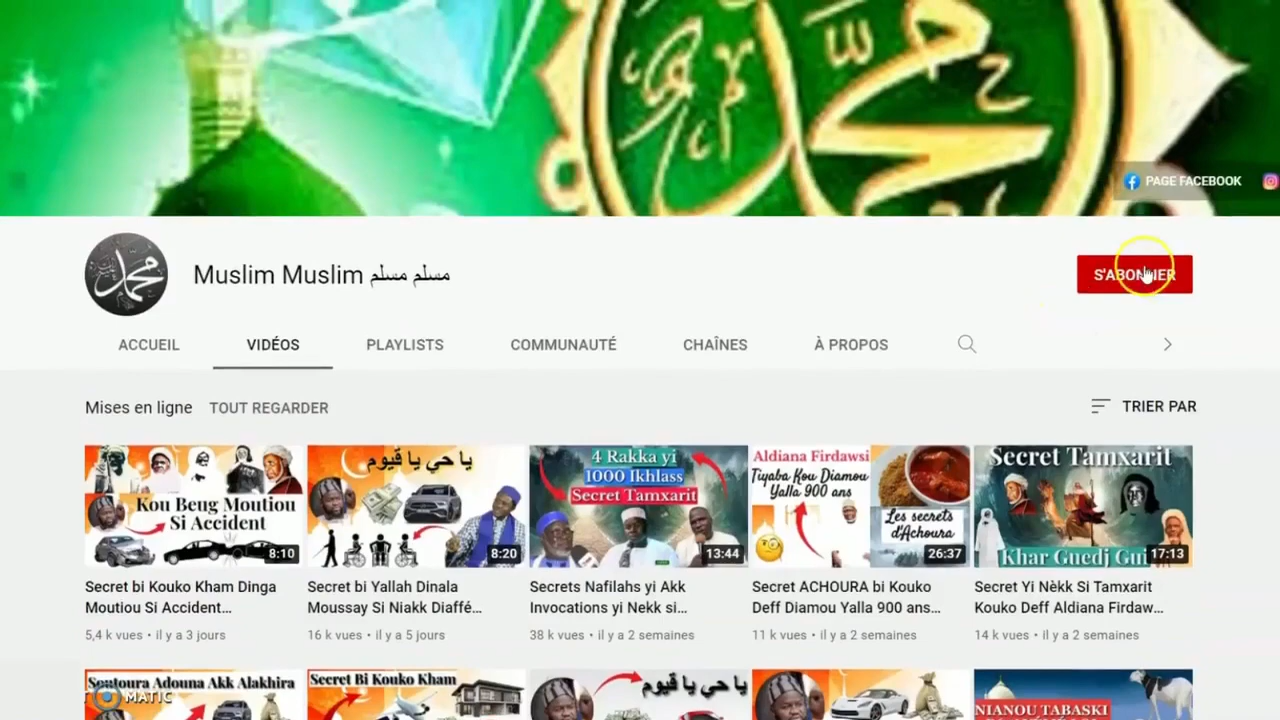 محمد
PAGE FACEBOOK
محمد
Muslim Muslim مسلم مسلم
S'ABONNER
ACCUEIL
VIDÉOS
PLAYLISTS
COMMUNAUTÉ
CHAÎNES
À PROPOS
Mises en ligne
TOUT REGARDER
TRIER PAR
Kou Beug Moutiou
Si Accident
8:10
يا حي يا قيوم
8:20
4 Rakka yi
1000 Ikhlass
Secret Tamxarit
13:44
Aldiana Firdawsi
Tiyaba Kou Diamou
Yalla 900 ans
Les secrets
d'Achoura
26:37
Secret Tamxarit
Khar Guedj Gui
17:13
Secret bi Kouko Kham Dinga
Moutiou Si Accident…
5,4 k vues • il y a 3 jours
Secret bi Yallah Dinala
Moussay Si Niakk Diaffé…
16 k vues • il y a 5 jours
Secrets Nafilahs yi Akk
Invocations yi Nekk si…
38 k vues • il y a 2 semaines
Secret ACHOURA bi Kouko
Deff Diamou Yalla 900 ans…
11 k vues • il y a 2 semaines
Secret Yi Nèkk Si Tamxarit
Kouko Deff Aldiana Firdaw…
14 k vues • il y a 2 semaines
Soutoura Adouna Akk Alakhira
MATIC
Secret Bi Kouko Kham
يا حي يا قيوم
NIANOU TABASKI